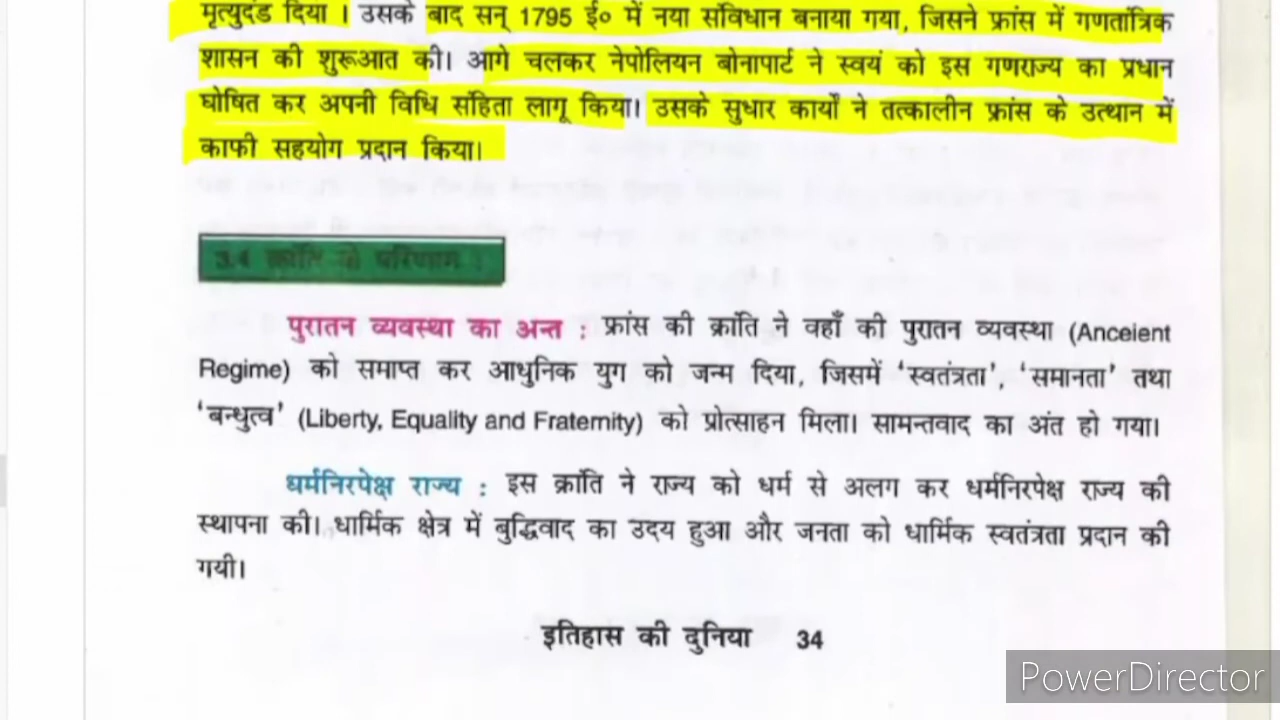 मृत्युदंड दिया । उसके बाद सन् 1795 ई० में नया संविधान बनाया गया, जिसने फ्रांस में गणतांत्रिक
शासन की शुरूआत की। आगे चलकर नेपोलियन बोनापार्ट ने स्वयं को इस गणराज्य का प्रधान
घोषित कर अपनी विधि संहिता लागू किया। उसके सुधार कार्यों ने तत्कालीन फ्रांस के उत्थान में
काफी सहयोग प्रदान किया।
3.4 क्रांति के परिणाम :
पुरातन व्यवस्था का अन्त : फ्रांस की क्रांति ने वहाँ की पुरातन व्यवस्था (Anceient
Regime) को समाप्त कर आधुनिक युग को जन्म दिया, जिसमें ‘स्वतंत्रता’, ‘समानता’ तथा
‘बन्धुत्व’ (Liberty, Equality and Fraternity) को प्रोत्साहन मिला। सामन्तवाद का अंत हो गया।
धर्मनिरपेक्ष राज्य : इस क्रांति ने राज्य को धर्म से अलग कर धर्मनिरपेक्ष राज्य की
स्थापना की। धार्मिक क्षेत्र में बुद्धिवाद का उदय हुआ और जनता को धार्मिक स्वतंत्रता प्रदान की
गयी।
इतिहास की दुनिया 34
PowerDirector